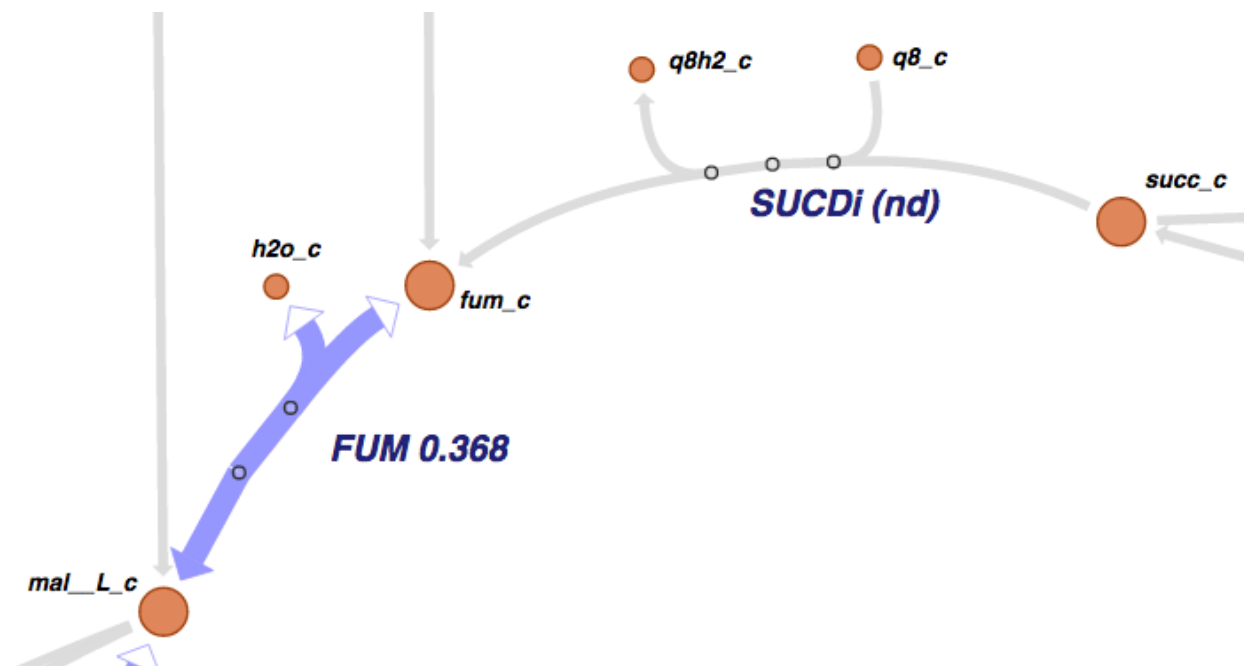 q8h2_c
q8_c
succ_c
SUCDi (nd)
h2o_c
fum_c
FUM 0.368
mal__L_c